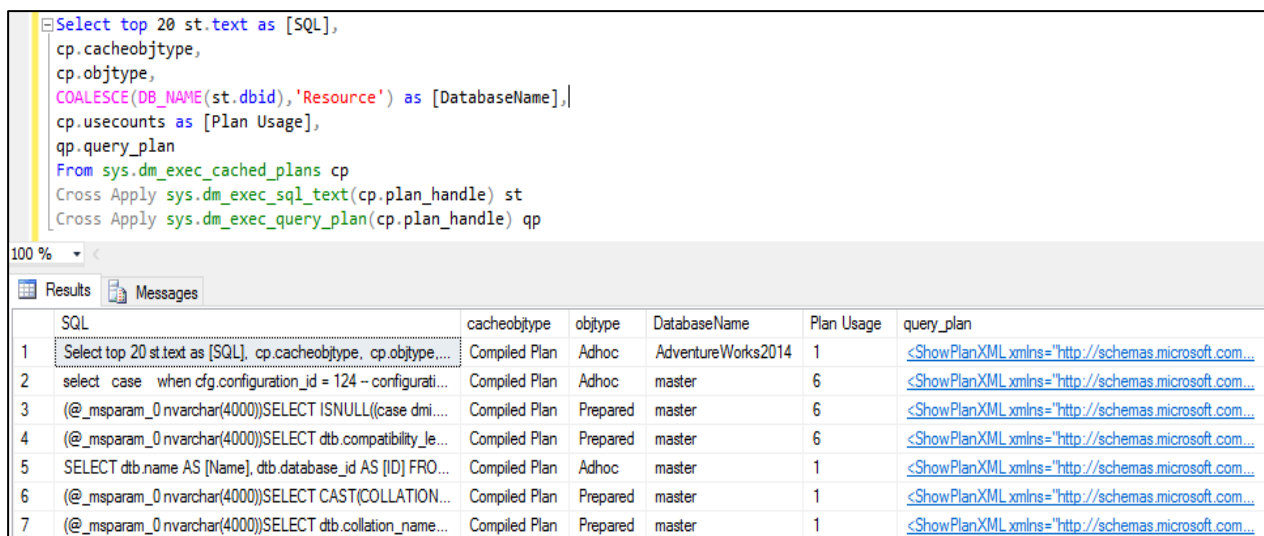 Select top 20 st.text as [SQL],
cp.cacheobjtype,
cp.objtype,
COALESCE(DB_NAME(st.dbid),'Resource') as [DatabaseName],
cp.usecounts as [Plan Usage],
qp.query_plan
From sys.dm_exec_cached_plans cp
Cross Apply sys.dm_exec_sql_text(cp.plan_handle) st
Cross Apply sys.dm_exec_query_plan(cp.plan_handle) qp
100 %
Results Messages
SQL cacheobjtype objtype DatabaseName Plan Usage query_plan
1 Select top 20 st.text as [SQL], cp.cacheobjtype, cp.objtype,... Compiled Plan Adhoc AdventureWorks2014 1 <ShowPlanXML xmlns="http://schemas.microsoft.com...
2 select case when cfg.configuration_id = 124 -- configurati... Compiled Plan Adhoc master 6 <ShowPlanXML xmlns="http://schemas.microsoft.com...
3 (@_msparam_0 nvarchar(4000))SELECT ISNULL((case dmi.... Compiled Plan Prepared master 6 <ShowPlanXML xmlns="http://schemas.microsoft.com...
4 (@_msparam_0 nvarchar(4000))SELECT dtb.compatibility_le... Compiled Plan Prepared master 6 <ShowPlanXML xmlns="http://schemas.microsoft.com...
5 SELECT dtb.name AS [Name], dtb.database_id AS [ID] FRO... Compiled Plan Adhoc master 1 <ShowPlanXML xmlns="http://schemas.microsoft.com...
6 (@_msparam_0 nvarchar(4000))SELECT CAST(COLLATION... Compiled Plan Prepared master 1 <ShowPlanXML xmlns="http://schemas.microsoft.com...
7 (@_msparam_0 nvarchar(4000))SELECT dtb.collation_name... Compiled Plan Prepared master 1 <ShowPlanXML xmlns="http://schemas.microsoft.com...